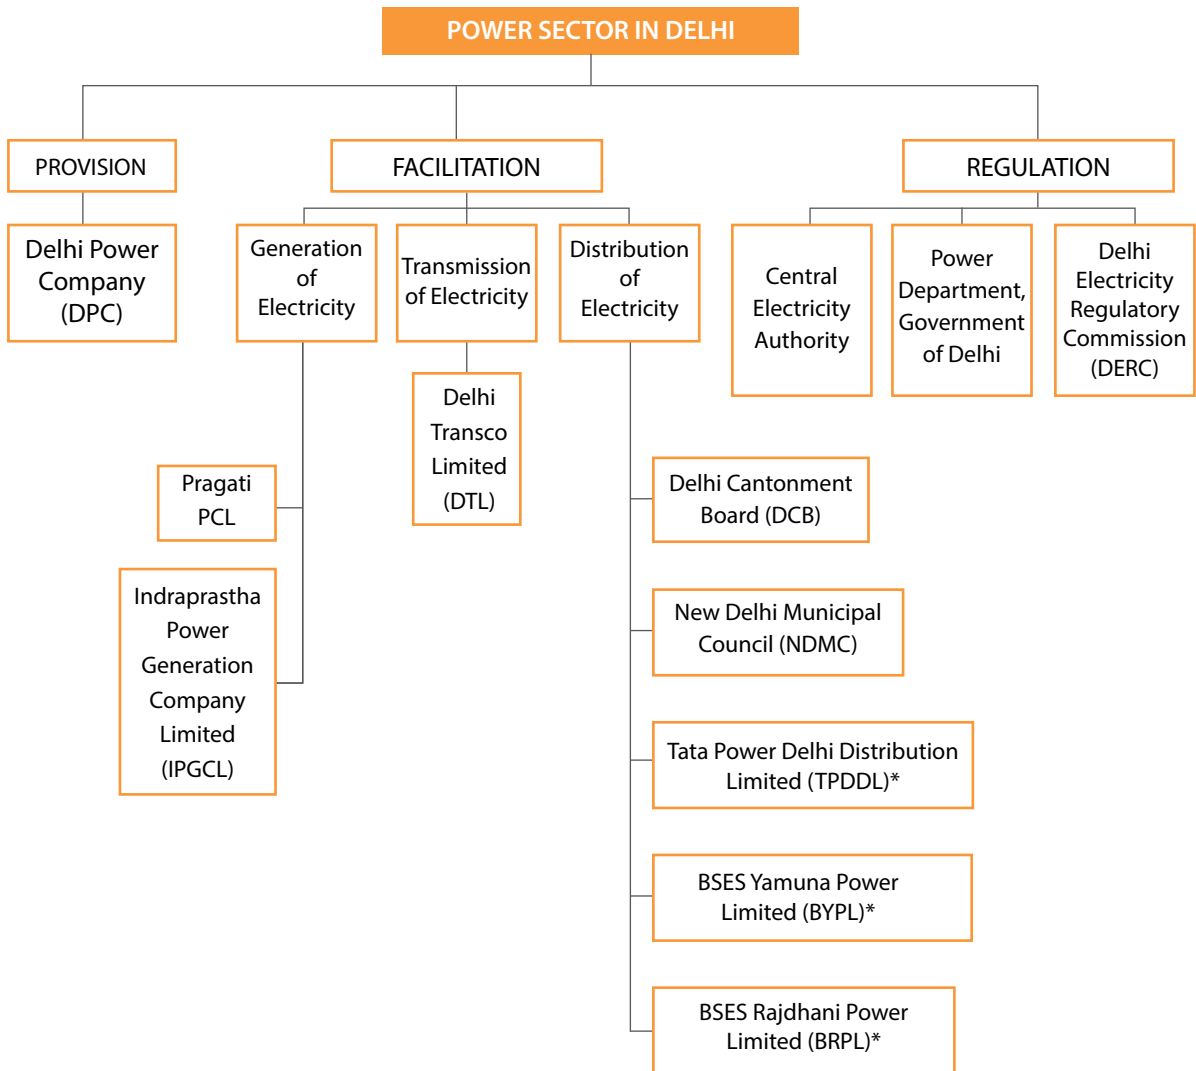 POWER SECTOR IN DELHI
PROVISION
FACILITATION
REGULATION
Delhi Power
Company
(DPC)
Generation
of
Electricity
Transmission
of Electricity
Distribution
of
Electricity
Central
Electricity
Authority
Power
Department,
Government
of Delhi
Delhi
Electricity
Regulatory
Commission
(DERC)
Pragati
PCL
Indraprastha
Power
Generation
Company
Limited
(IPGCL)
Delhi
Transco
Limited
(DTL)
Delhi Cantonment
Board (DCB)
New Delhi Municipal
Council (NDMC)
Tata Power Delhi Distribution
Limited (TPDDL)*
BSES Yamuna Power
Limited (BYPL)*
BSES Rajdhani Power
Limited (BRPL)*